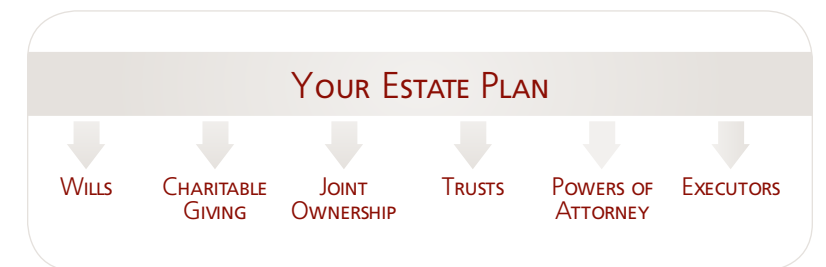 Your Estate Plan
Wills
Charitable
Giving
Joint
Ownership
Trusts
Powers of
Attorney
Executors